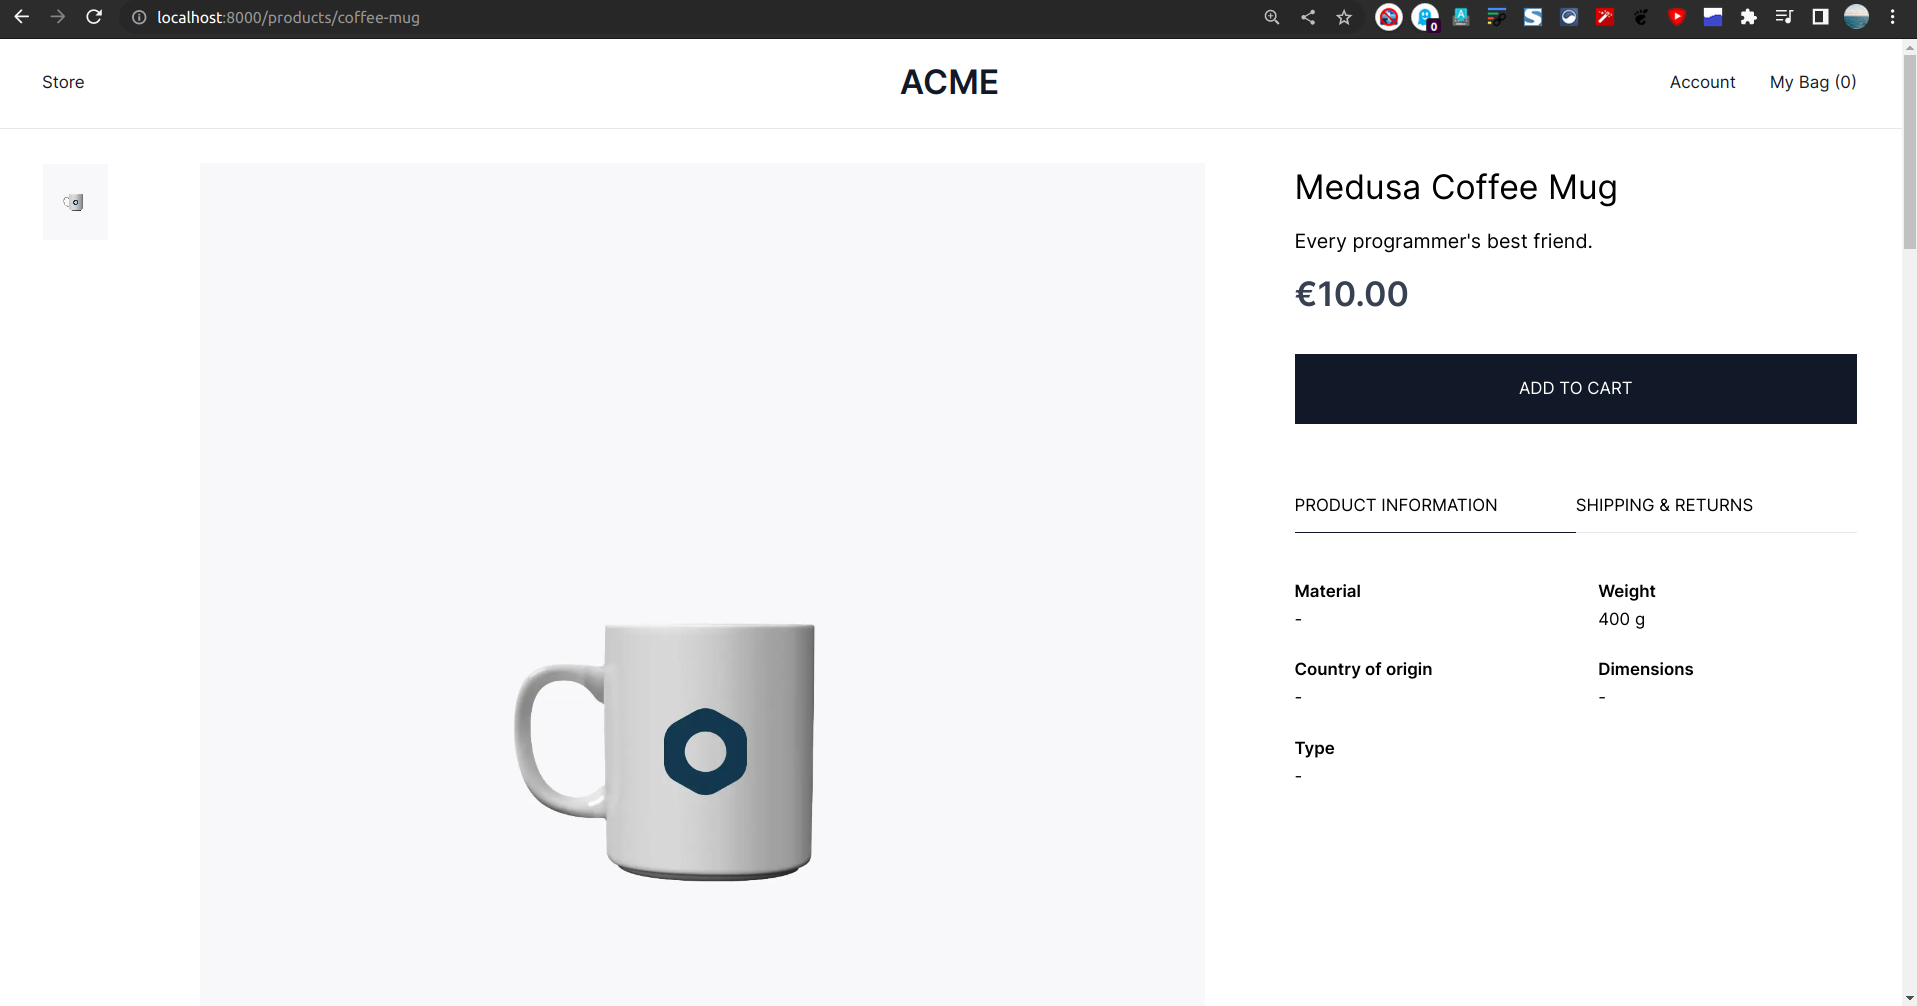 localhost:8000/products/coffee-mug
0
Store
ACME
Account
My Bag (0)
Medusa Coffee Mug
Every programmer's best friend.
€10.00
ADD TO CART
PRODUCT INFORMATION
SHIPPING & RETURNS
Material
-
Weight
400 g
Country of origin
-
Dimensions
-
Type
-